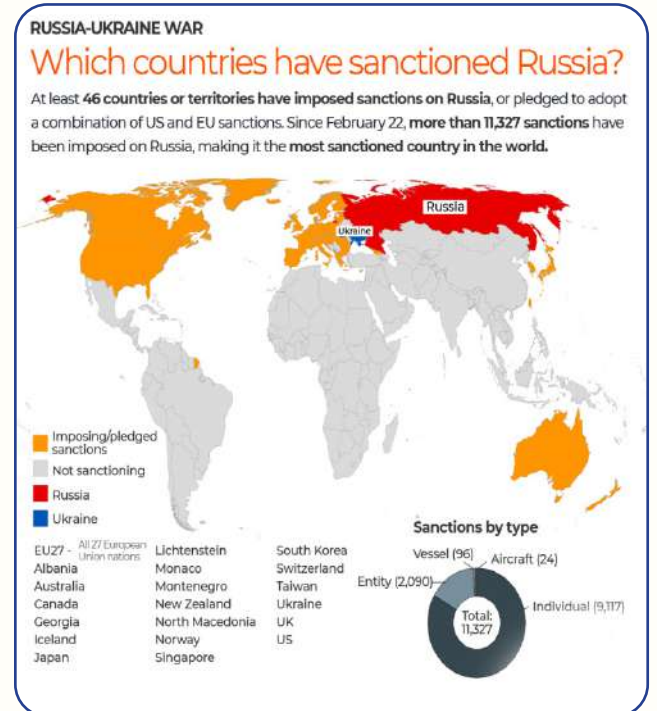 RUSSIA-UKRAINE WAR
Which countries have sanctioned Russia?
At least 46 countries or territories have imposed sanctions on Russia, or pledged to adopt
a combination of US and EU sanctions. Since February 22, more than 11,327 sanctions have
been imposed on Russia, making it the most sanctioned country in the world.
Russia
Ukraine
Imposing/pledged
sanctions
Not sanctioning
Russia
Ukraine
EU27 - All 27 European
Union nations
Albania
Australia
Canada
Georgia
Iceland
Japan
Lichtenstein
Monaco
Montenegro
New Zealand
North Macedonia
Norway
Singapore
South Korea
Switzerland
Taiwan
Ukraine
UK
US
Sanctions by type
Vessel (96)
Aircraft (24)
Entity (2,090)
Individual (9,117)
Total:
11,327